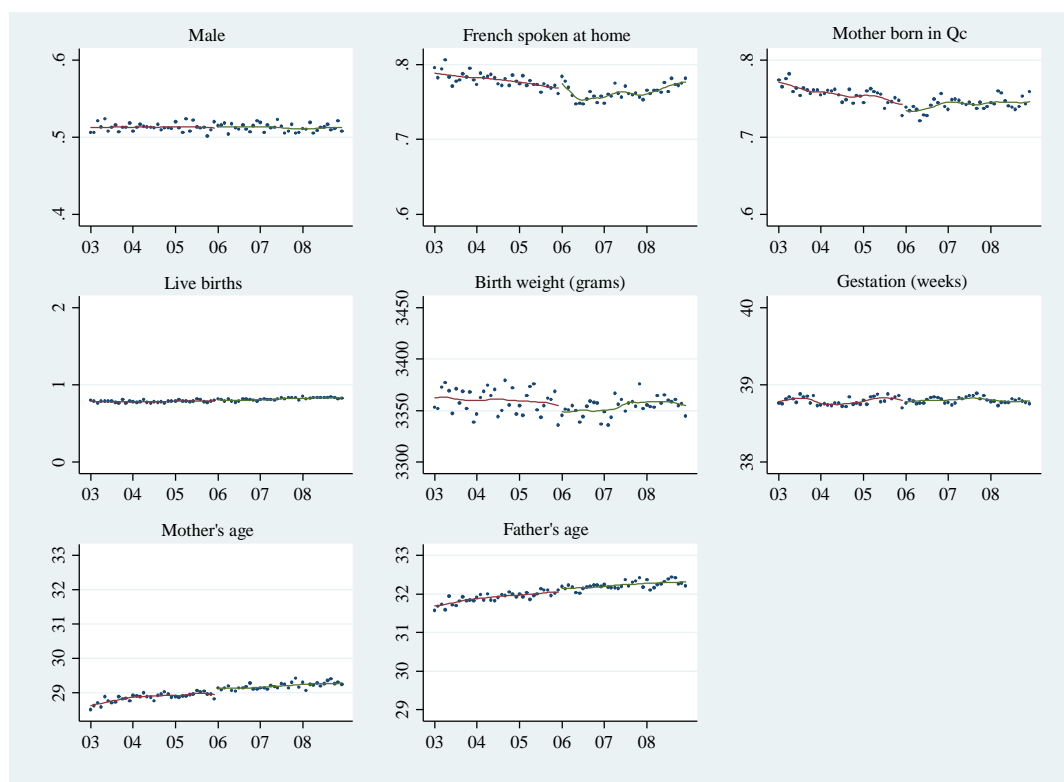 Male
.6
.5
.4
03 04 05 06 07 08
French spoken at home
.8
.7
.6
03 04 05 06 07 08
Mother born in Qc
.8
.7
.6
03 04 05 06 07 08
Live births
2
1
0
03 04 05 06 07 08
Birth weight (grams)
3450
3400
3350
3300
03 04 05 06 07 08
Gestation (weeks)
40
39
38
03 04 05 06 07 08
Mother's age
33
32
31
30
29
03 04 05 06 07 08
Father's age
33
32
31
30
29
03 04 05 06 07 08